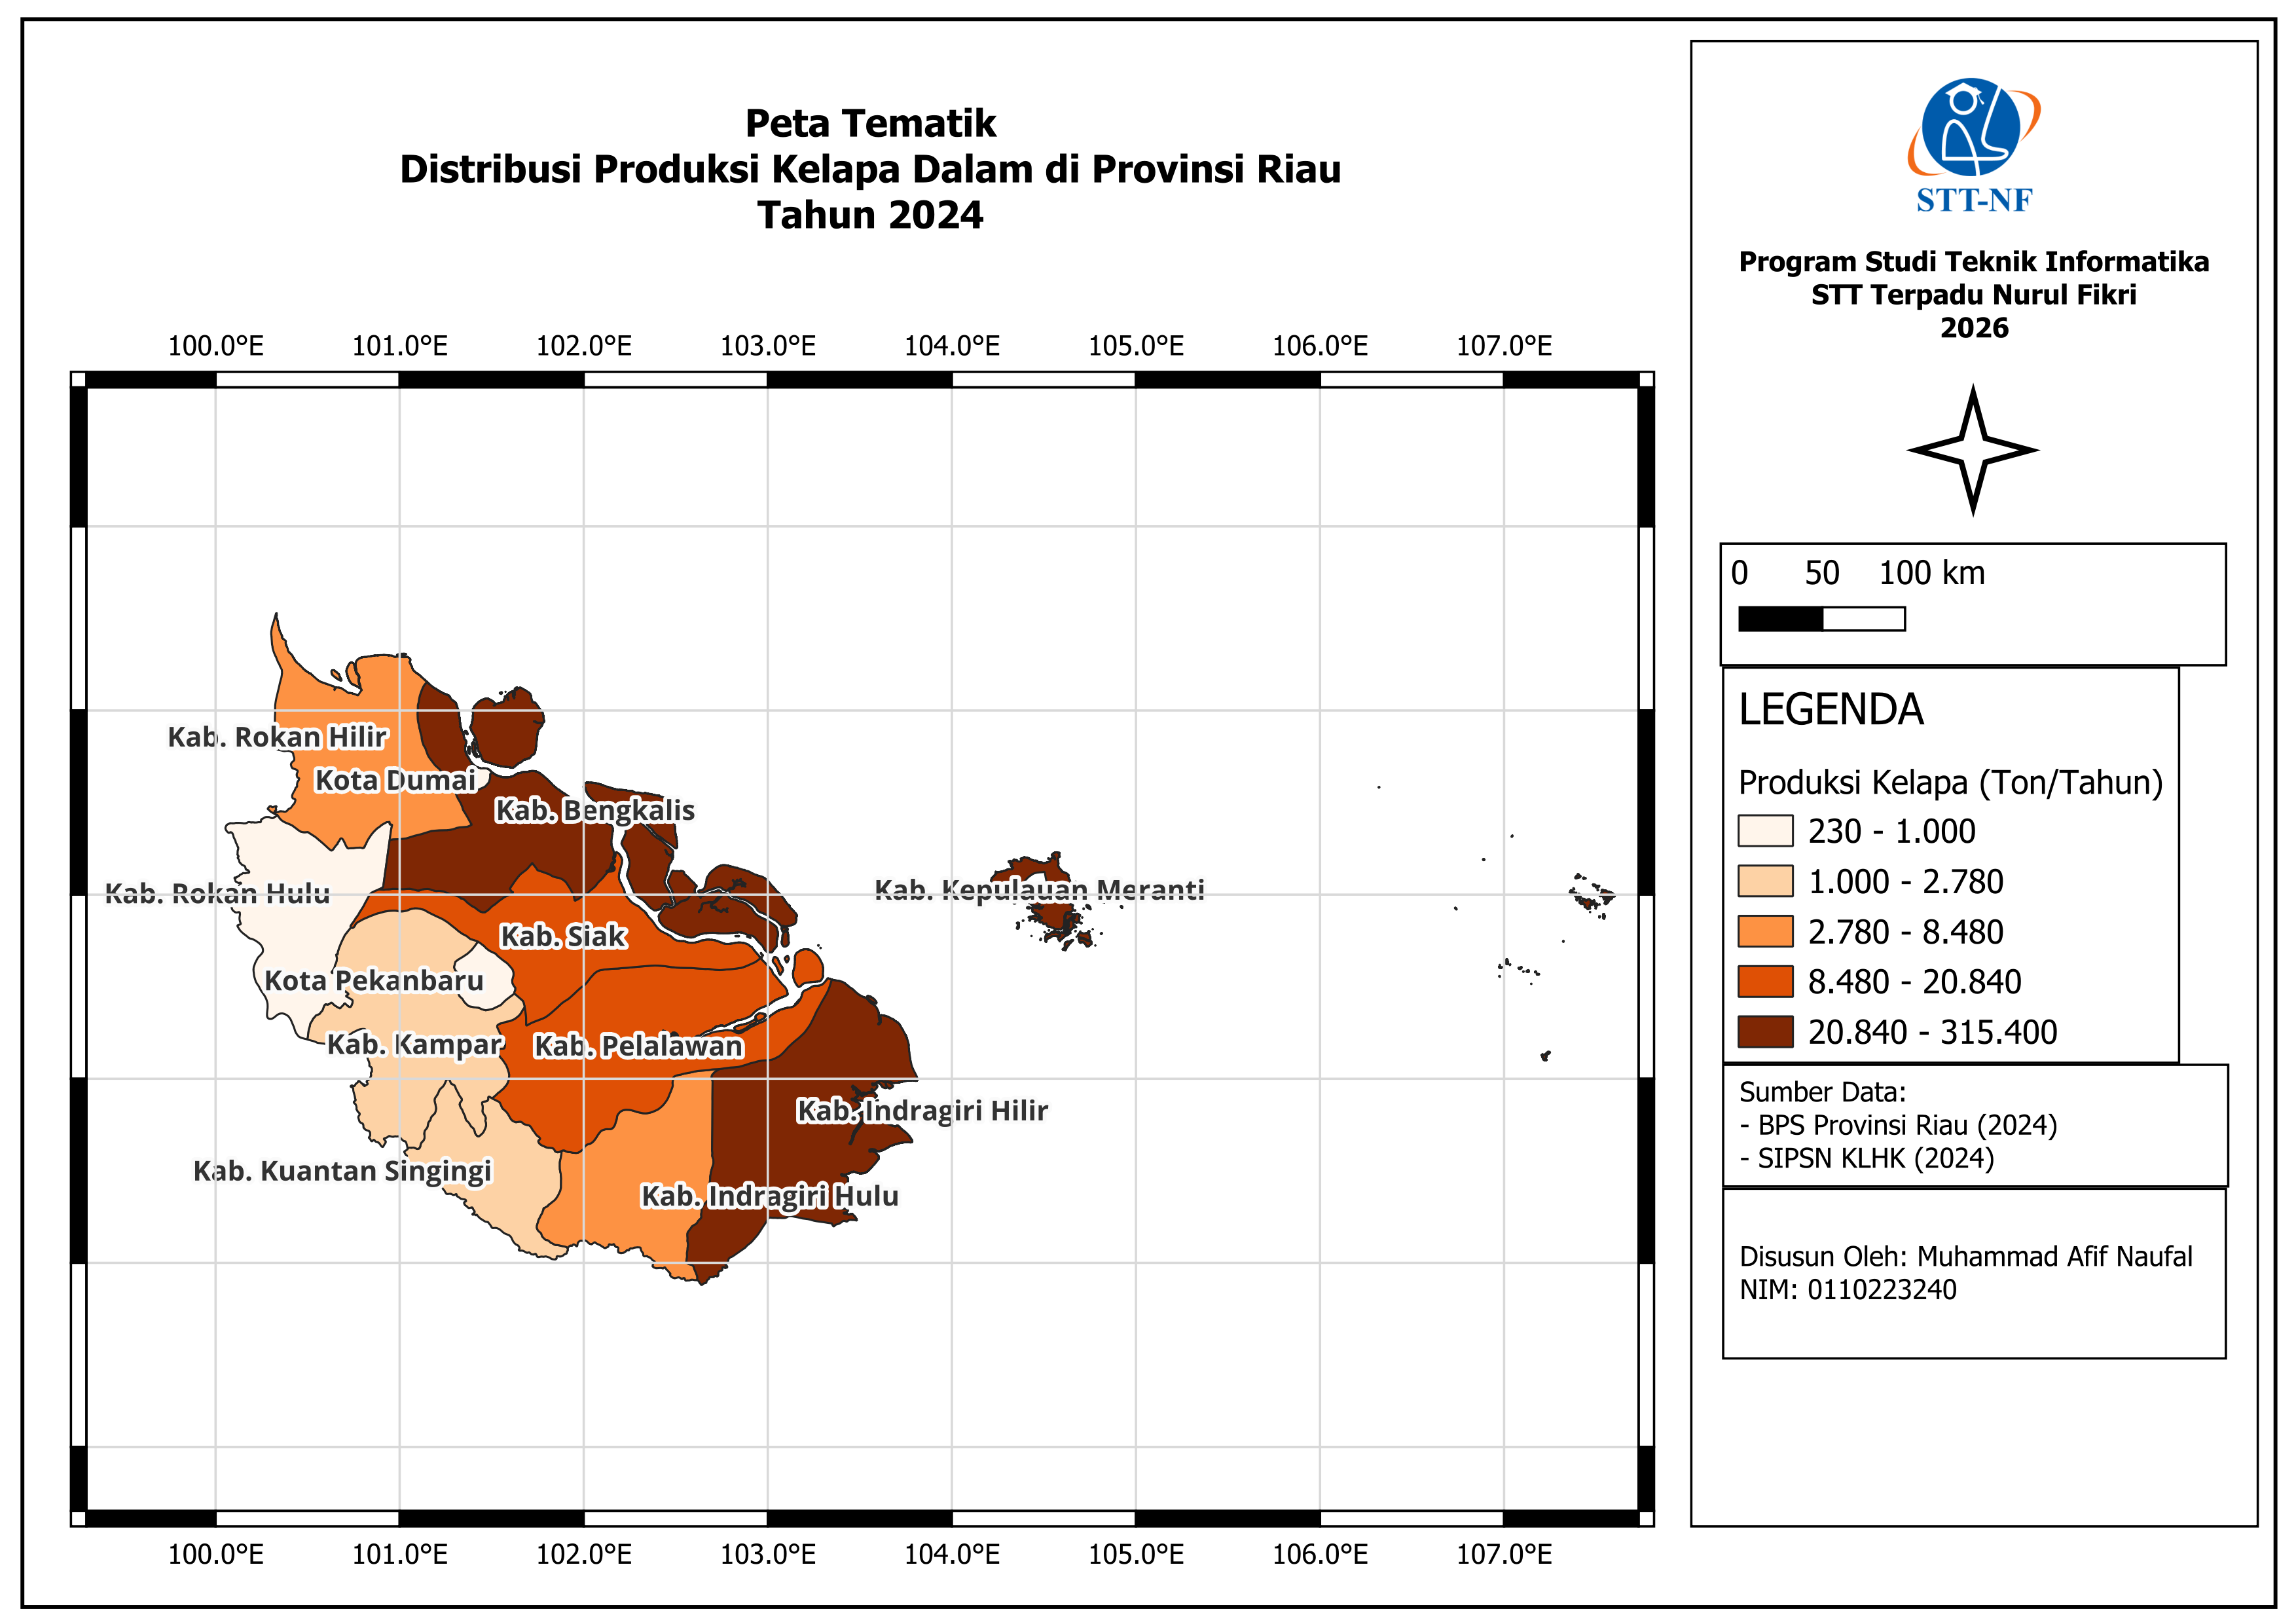 Peta Tematik
Distribusi Produksi Kelapa Dalam di Provinsi Riau
Tahun 2024
100.0°E 101.0°E 102.0°E 103.0°E 104.0°E 105.0°E 106.0°E 107.0°E
Kab. Rokan Hilir
Kota Dumai
Kab. Bengkalis
Kab. Rokan Hulu
Kab. Kepulauan Meranti
Kab. Siak
Kota Pekanbaru
Kab. Kampar
Kab. Pelalawan
Kab. Indragiri Hilir
Kab. Kuantan Singingi
Kab. Indragiri Hulu
100.0°E 101.0°E 102.0°E 103.0°E 104.0°E 105.0°E 106.0°E 107.0°E
STT-NF
Program Studi Teknik Informatika
STT Terpadu Nurul Fikri
2026
0 50 100 km
LEGENDA
Produksi Kelapa (Ton/Tahun)
230 - 1.000
1.000 - 2.780
2.780 - 8.480
8.480 - 20.840
20.840 - 315.400
Sumber Data:
- BPS Provinsi Riau (2024)
- SIPSN KLHK (2024)
Disusun Oleh: Muhammad Afif Naufal
NIM: 0110223240